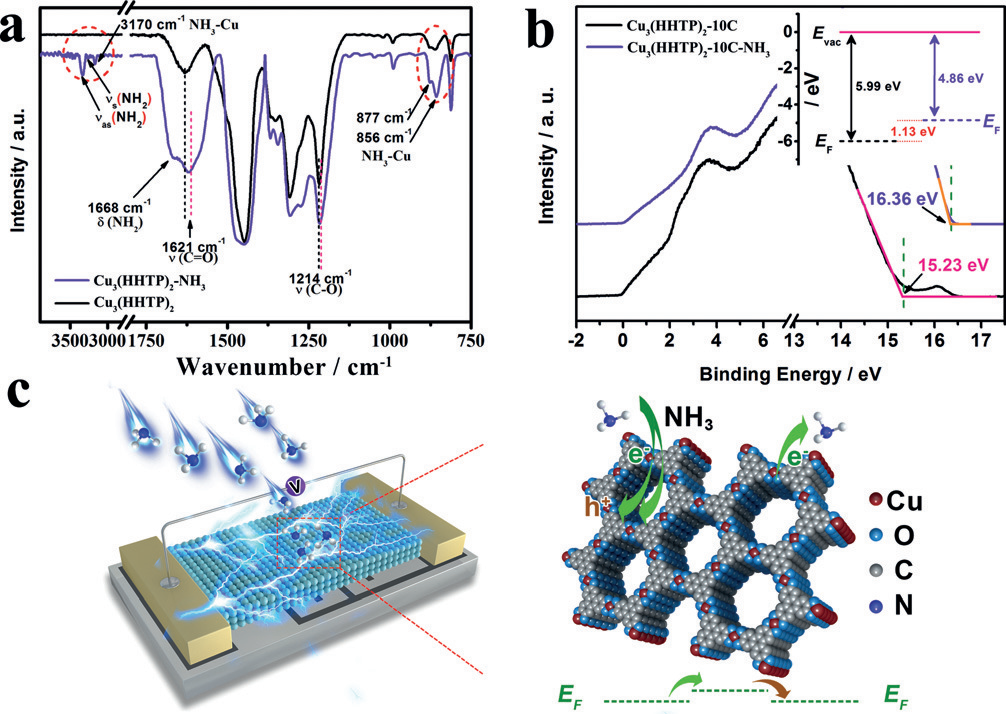 a
3170 cm⁻¹ NH₃-Cu
νs(NH₂)
νas(NH₂)
877 cm⁻¹
856 cm⁻¹
NH₃-Cu
1668 cm⁻¹
δ (NH₂)
1621 cm⁻¹
ν (C=O)
1214 cm⁻¹
ν (C-O)
Cu₃(HHTP)₂-NH₃
Cu₃(HHTP)₂
Intensity / a.u.
3500 3000 1750 1500 1250 1000 750
Wavenumber / cm⁻¹
b
Cu₃(HHTP)₂-10C
Cu₃(HHTP)₂-10C-NH₃
Evac
0
-2
-4
-6
/ eV
5.99 eV
4.86 eV
1.13 eV
EF
EF
16.36 eV
15.23 eV
Intensity / a. u.
-2 0 2 4 6 13 14 15 16 17
Binding Energy / eV
c
V
NH₃
e⁻
h⁺
e⁻
Cu
O
C
N
EF
EF